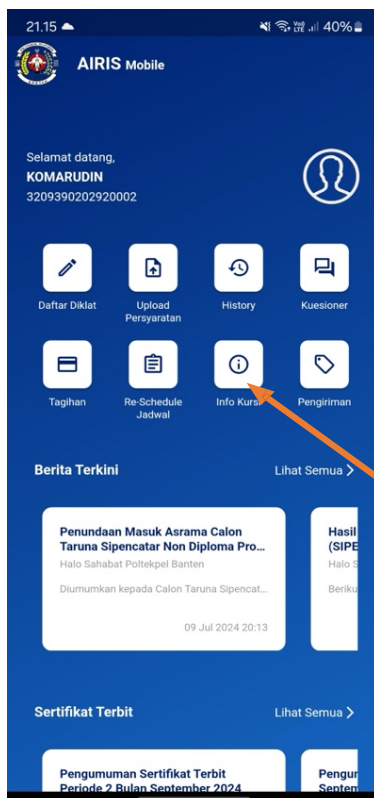 21.15
Voo)
LTE
40%
AIRIS Mobile
Selamat datang,
KOMARUDIN
3209390202920002
Daftar Diklat
Upload
Persyaratan
History
Kuesioner
Tagihan
Re-Schedule
Jadwal
Info Kursi
Pengiriman
Berita Terkini
Lihat Semua >
Penundaan Masuk Asrama Calon
Taruna Sipencatar Non Diploma Pro...
Halo Sahabat Poltekpel Banten
Diumumkan kepada Calon Taruna Sipencat...
09 Jul 2024 20:13
Hasil
(SIPE
Halo S
Beriku
Sertifikat Terbit
Lihat Semua >
Pengumuman Sertifikat Terbit
Periode 2 Bulan September 2024
Pengur
Septem